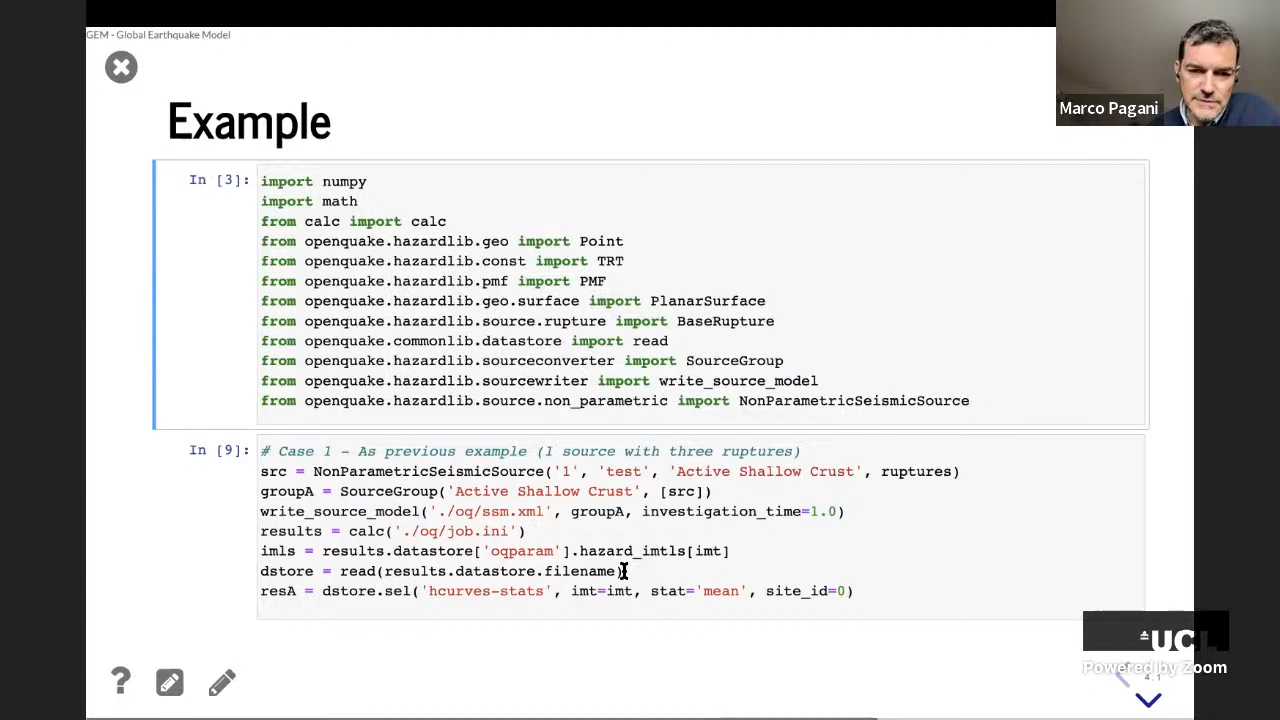 GEM - Global Earthquake Model
Marco Pagani
Example
In [3]:
import numpy
import math
from calc import calc
from openquake.hazardlib.geo import Point
from openquake.hazardlib.const import TRT
from openquake.hazardlib.pmf import PMF
from openquake.hazardlib.geo.surface import PlanarSurface
from openquake.hazardlib.source.rupture import BaseRupture
from openquake.commonlib.datastore import read
from openquake.hazardlib.sourceconverter import SourceGroup
from openquake.hazardlib.sourcewriter import write_source_model
from openquake.hazardlib.source.non_parametric import NonParametricSeismicSource
In [9]:
# Case 1 - As previous example (1 source with three ruptures)
src = NonParametricSeismicSource('1', 'test', 'Active Shallow Crust', ruptures)
groupA = SourceGroup('Active Shallow Crust', [src])
write_source_model('./oq/ssm.xml', groupA, investigation_time=1.0)
results = calc('./oq/job.ini')
imls = results.datastore['oqparam'].hazard_imtls[imt]
dstore = read(results.datastore.filename)
resA = dstore.sel('hcurves-stats', imt=imt, stat='mean', site_id=0)
UCL
Powered by Zoom
4.1
?